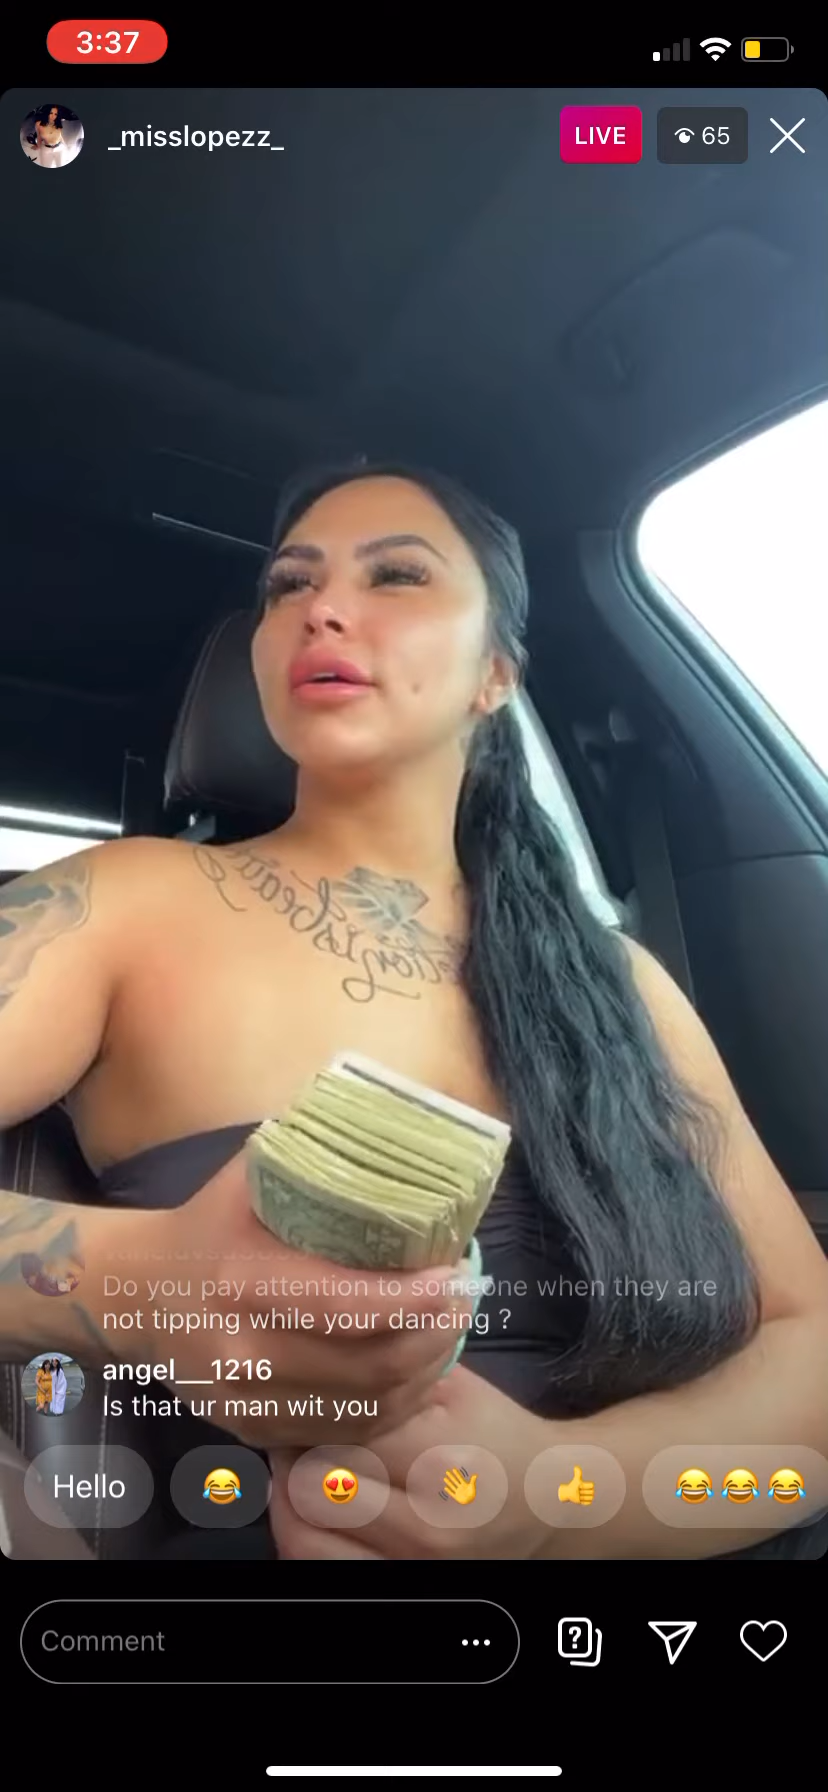 3:37
_misslopezz_
LIVE
65
Do you pay attention to someone when they are
not tipping while your dancing ?
angel___1216
Is that ur man wit you
Hello
Comment